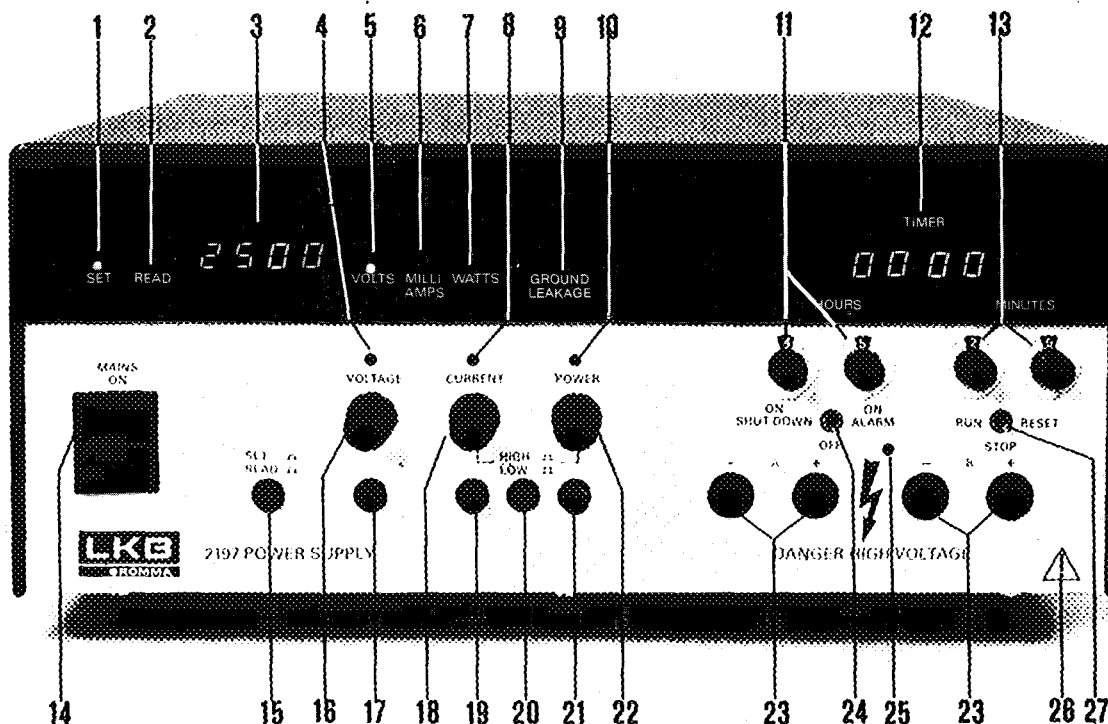 1 2 3 4 5 6 7 8 9 10 11 12 13
TIMER
2500
0000
SET READ VOLTS MILLI AMPS WATTS GROUND LEAKAGE
HOURS MINUTES
MAINS ON
VOLTAGE CURRENT POWER
ON SHUT DOWN ON ALARM RUN RESET
OFF STOP
SET
READ
HIGH
LOW
- A + - B +
LKB
BROMMA
2197 POWER SUPPLY
DANGER HIGH VOLTAGE
14 15 16 17 18 19 20 21 22 23 24 25 23 26 27